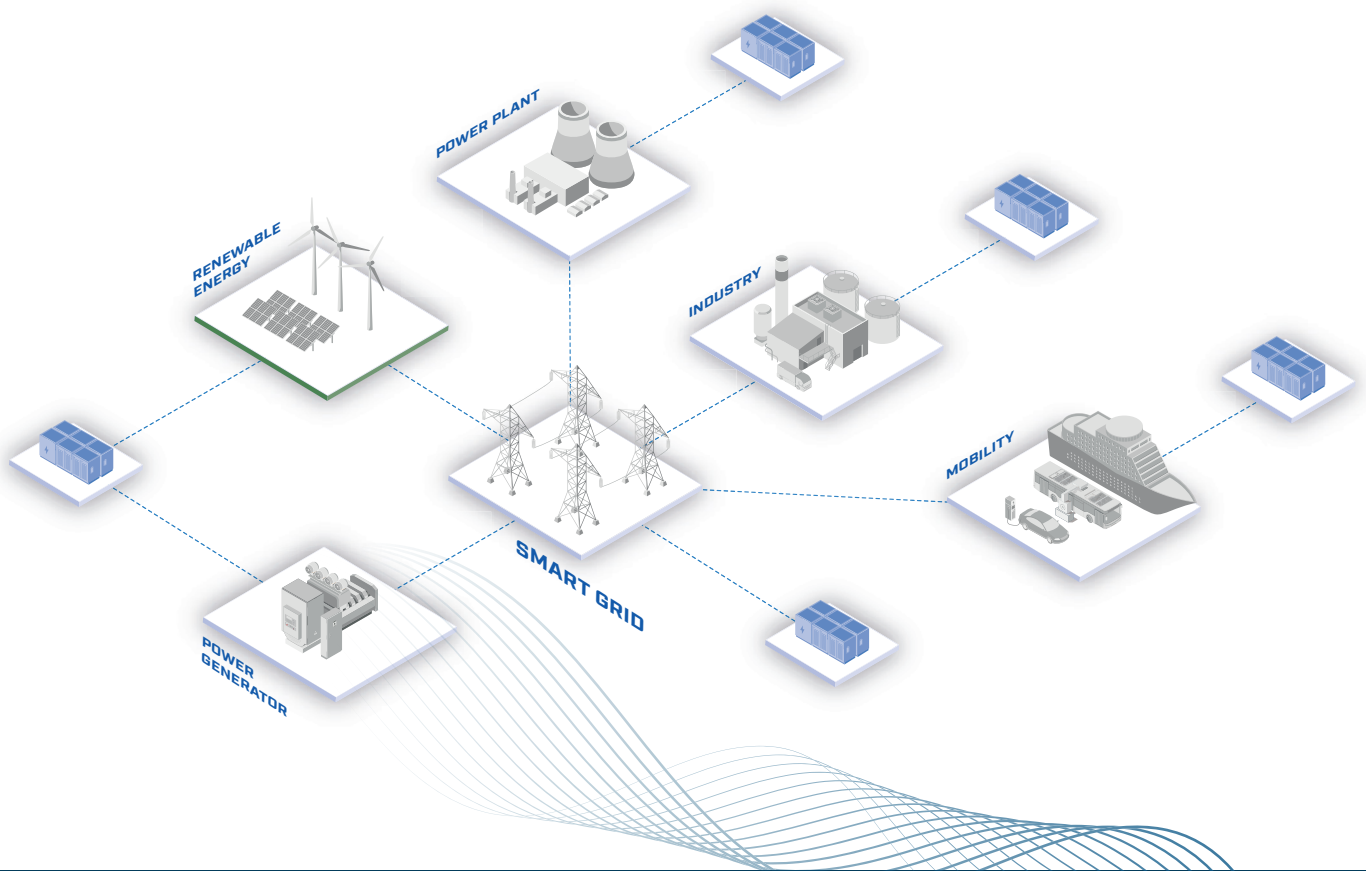 POWER PLANT
RENEWABLE
ENERGY
INDUSTRY
MOBILITY
SMART GRID
POWER
GENERATOR